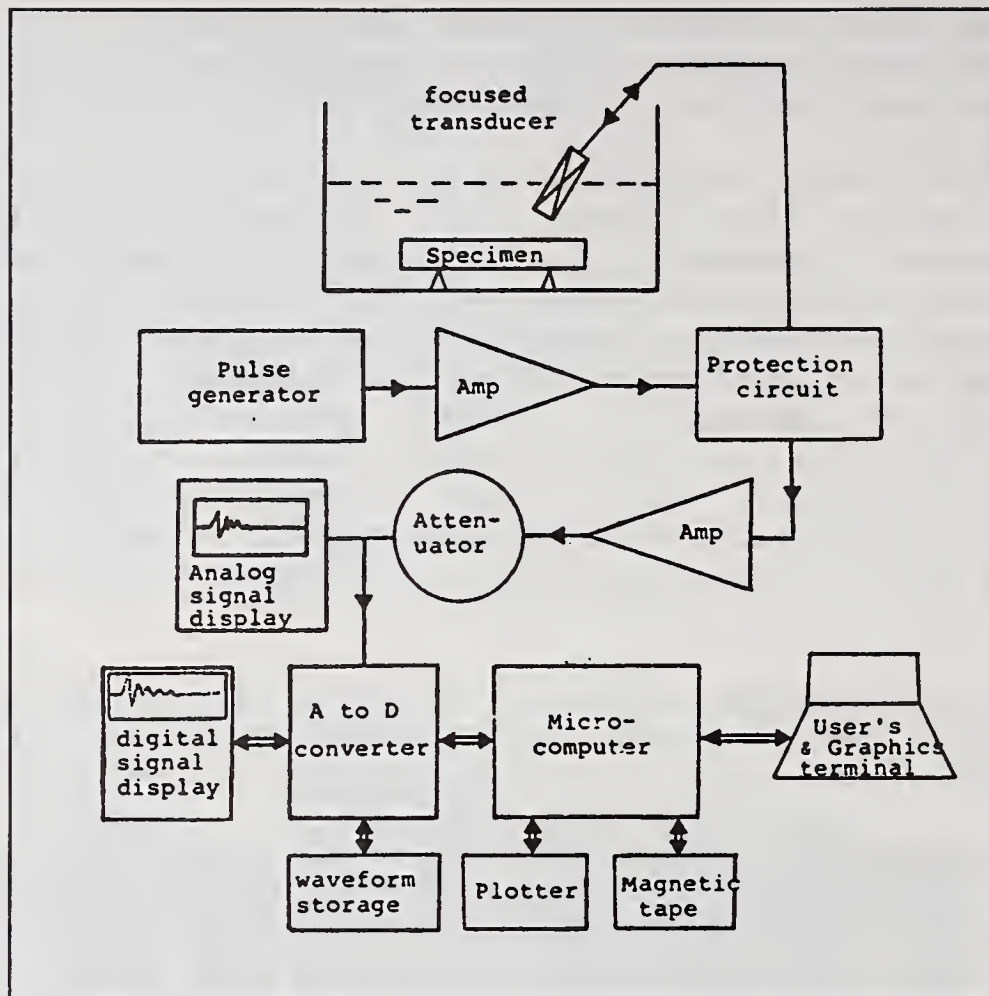 focused
transducer
Specimen
Pulse
generator
Amp
Protection
circuit
Atten-
uator
Amp
Analog
signal
display
digital
signal
display
A to D
converter
Micro-
computer
User's
& Graphics
terminal
waveform
storage
Plotter
Magnetic
tape